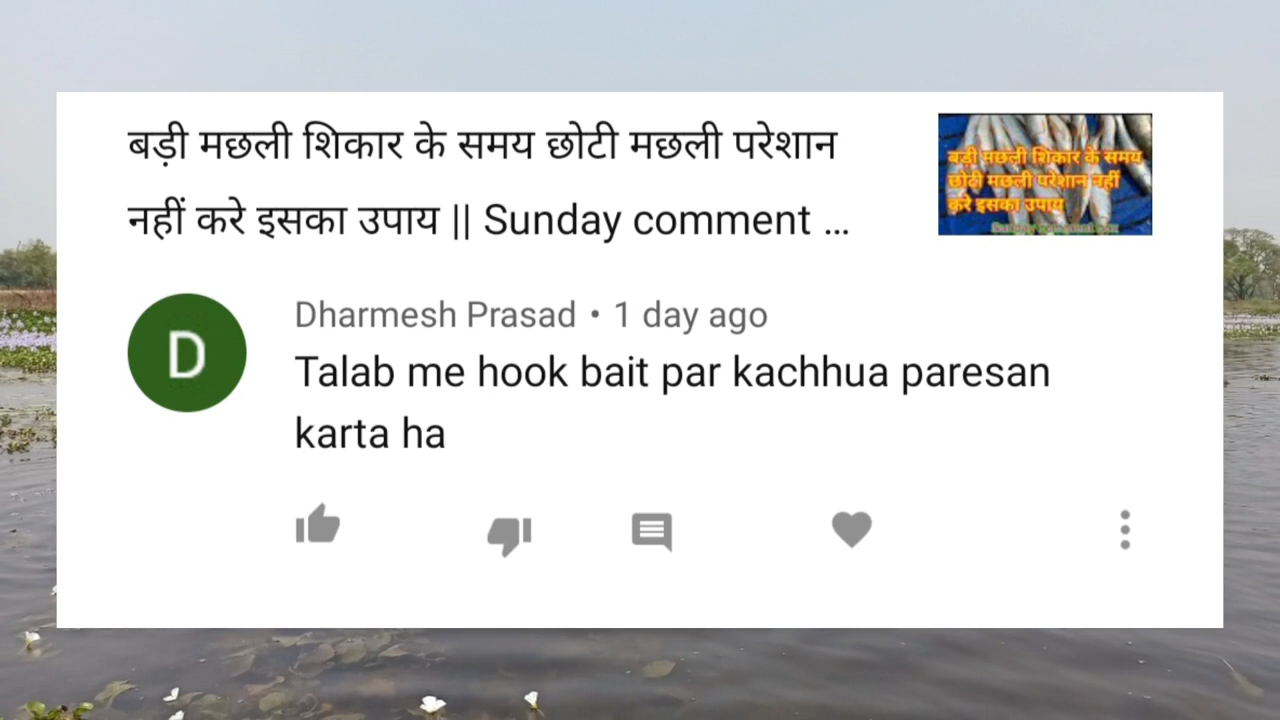 बड़ी मछली शिकार के समय छोटी मछली परेशान
नहीं करे इसका उपाय || Sunday comment ...
बड़ी मछली शिकार के समय
छोटी मछली परेशान नहीं
करे इसका उपाय
D
Dharmesh Prasad • 1 day ago
Talab me hook bait par kachhua paresan
karta ha